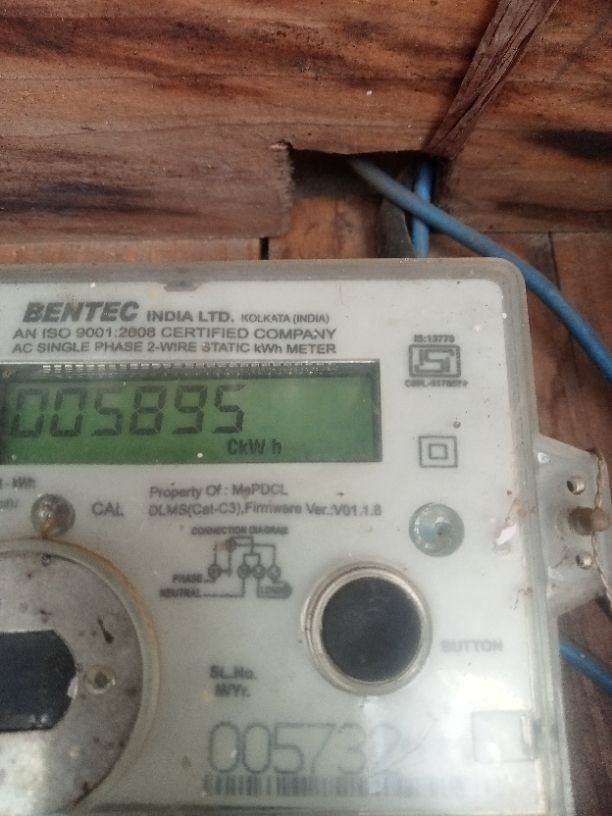 BENTEC INDIA LTD. KOLKATA (INDIA)
AN ISO 9001:2008 CERTIFIED COMPANY
AC SINGLE PHASE 2-WIRE STATIC kWh METER
IS:13779
005895
CkW h
kWh
CAL
Property Of : MePDCL
DLMS(Cat-C3),Firmware Ver.:V01.1.8
CONNECTION DIAGRAM
PHASE
NEUTRAL
LOAD
BUTTON
SL.No.
M/Yr.
00573